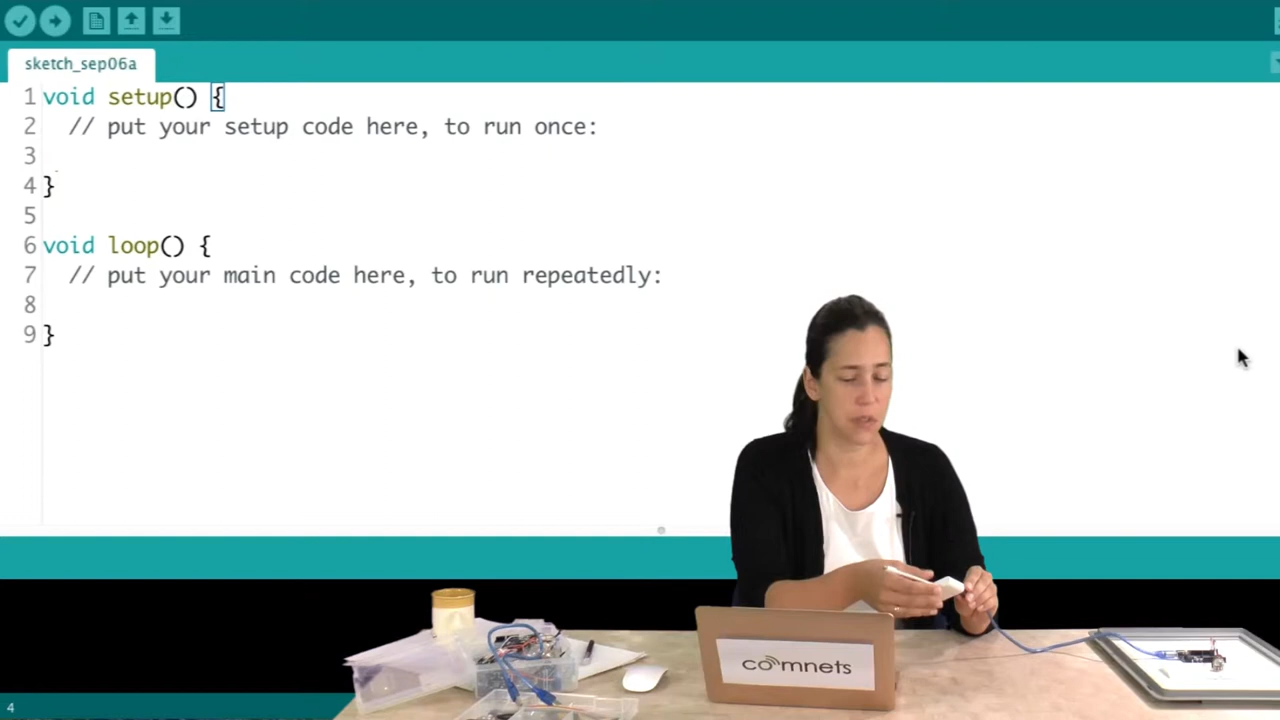 sketch_sep06a
1 void setup() {
2 // put your setup code here, to run once:
3
4 }
5
6 void loop() {
7 // put your main code here, to run repeatedly:
8
9 }
comnets
4